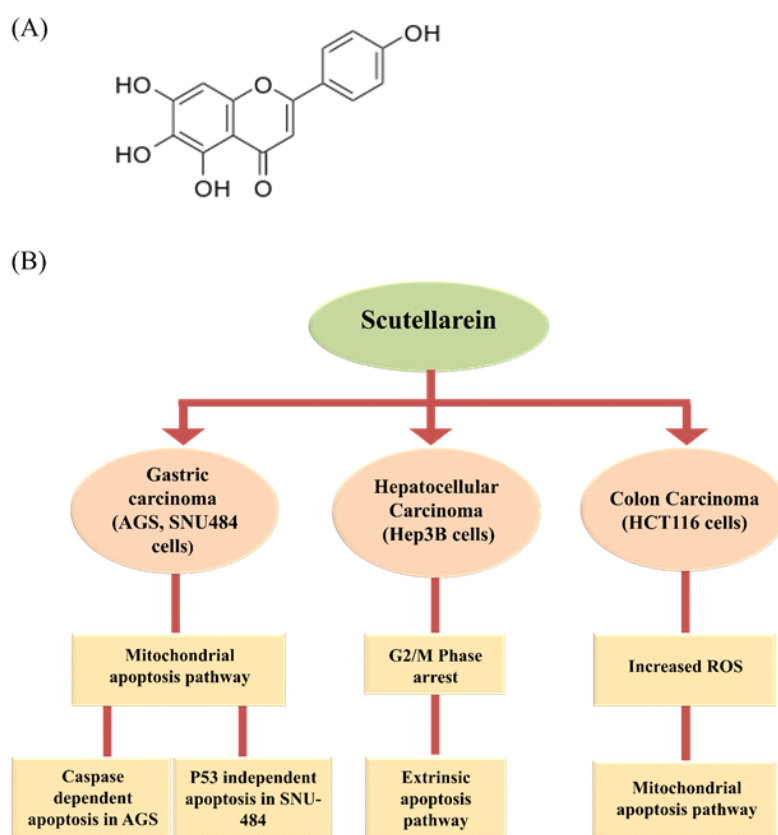 (A)
OH
HO
O
HO
OH
O
(B)
Scutellarein
Gastric
carcinoma
(AGS, SNU484
cells)
Hepatocellular
Carcinoma
(Hep3B cells)
Colon Carcinoma
(HCT116 cells)
Mitochondrial
apoptosis pathway
G2/M Phase
arrest
Increased ROS
Caspase
dependent
apoptosis in AGS
P53 independent
apoptosis in SNU-
484
Extrinsic
apoptosis
pathway
Mitochondrial
apoptosis pathway